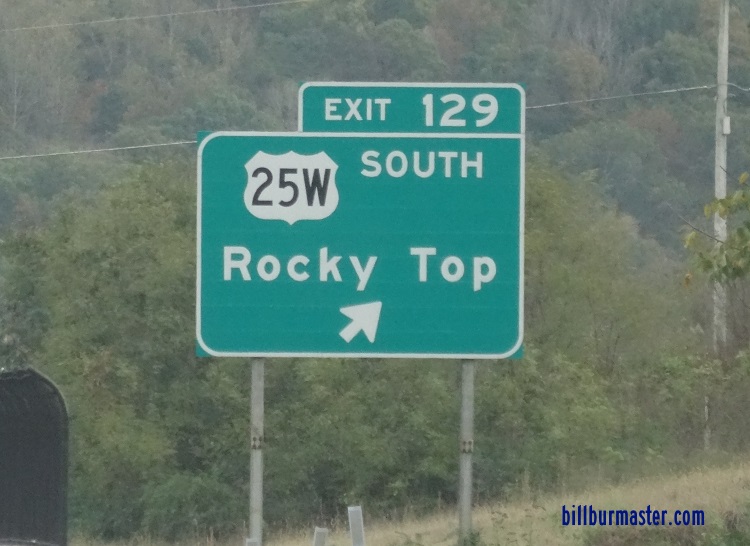 EXIT 129
25W SOUTH
Rocky Top
billburmaster.com